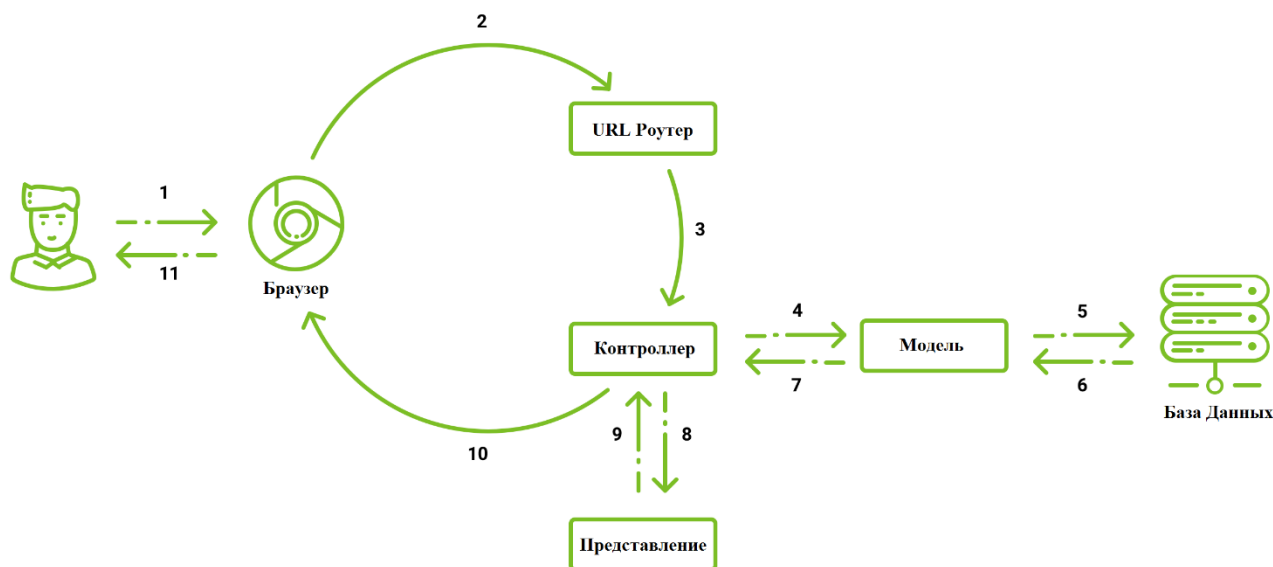 2
URL Роутер
1
3
11
Браузер
4
5
Контроллер
Модель
7
6
База Данных
9
8
10
Представление